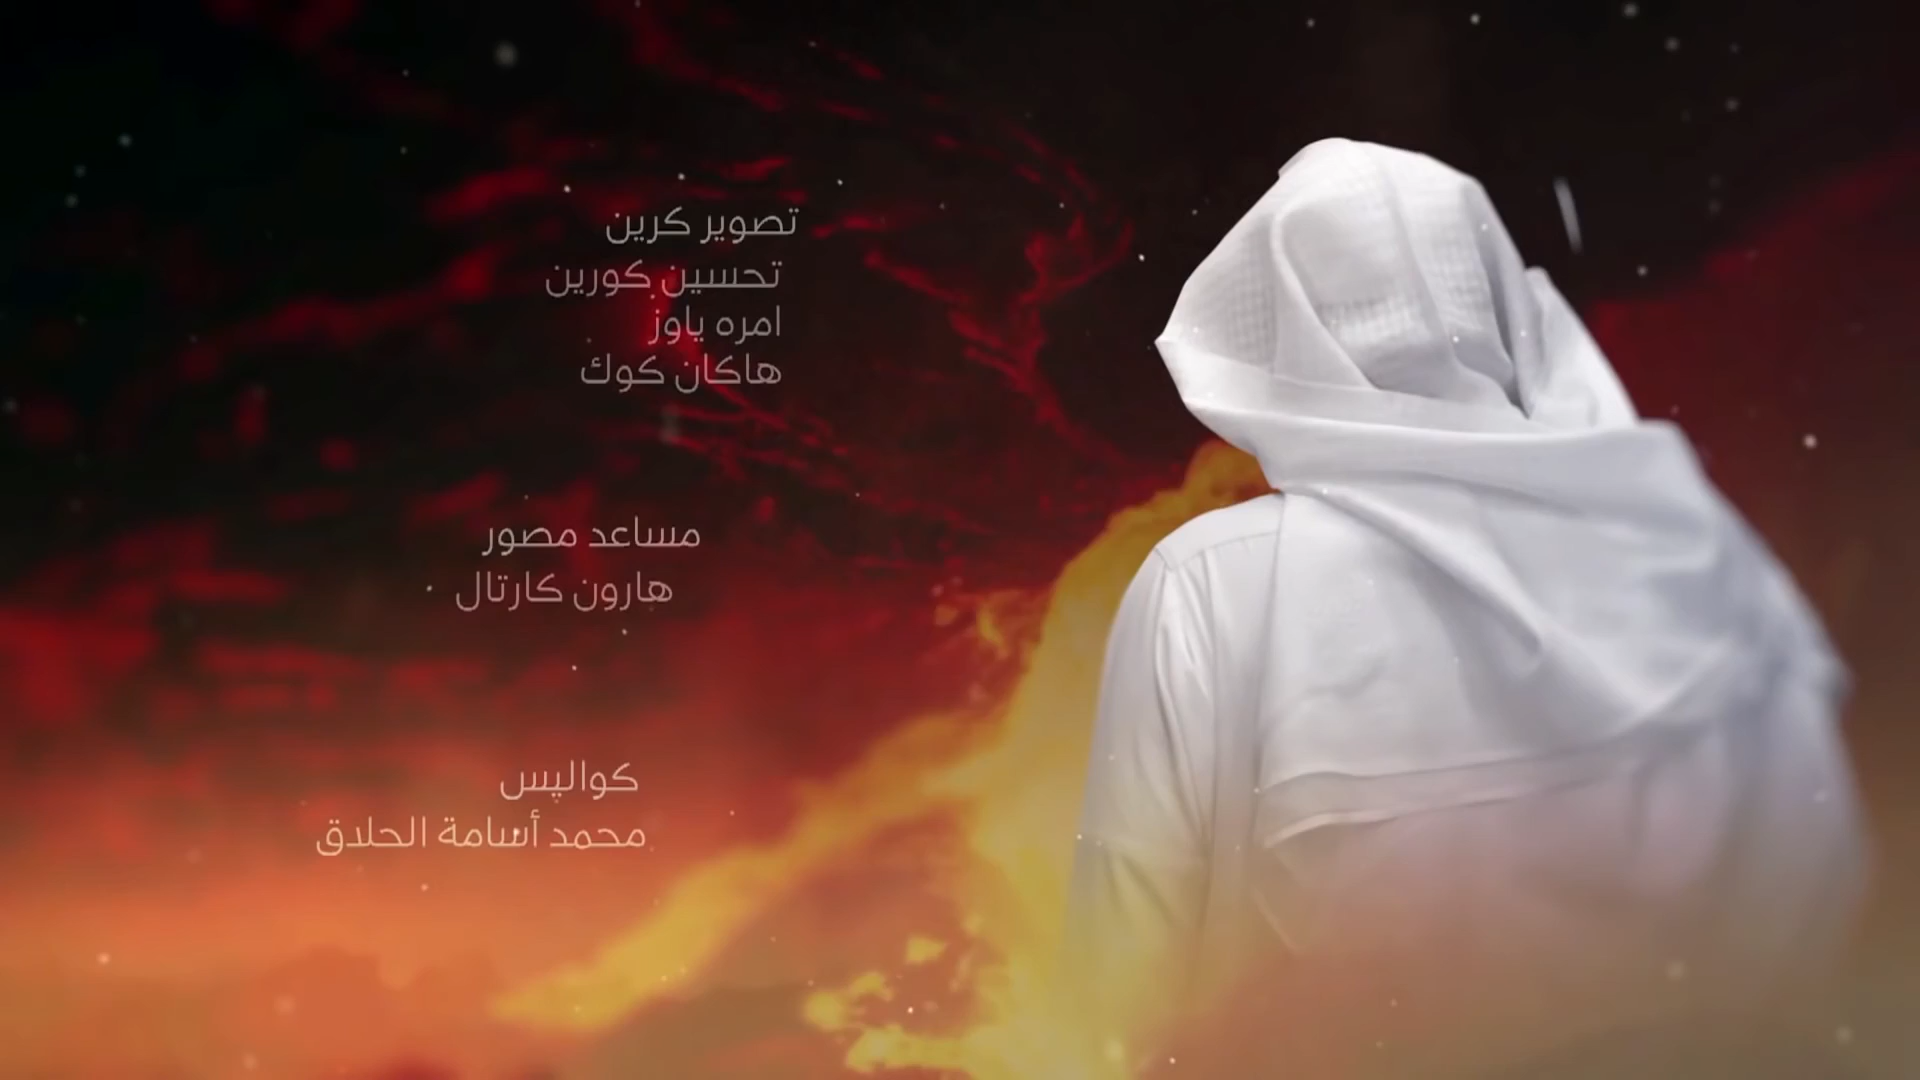 تصوير كرين
تحسين كورين
امره ياوز
هاكان كوك
مساعد مصور
هارون كارتال
كواليس
محمد أسامة الحلاق